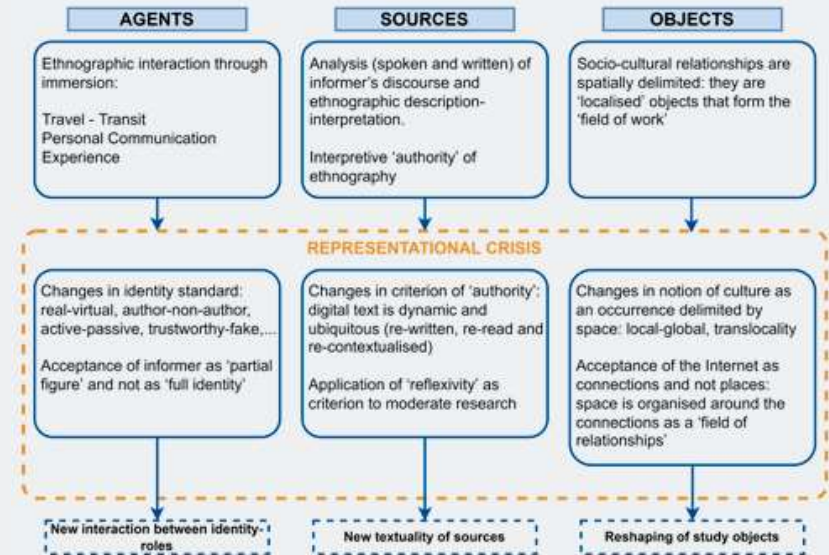 AGENTS
Ethnographic interaction through
immersion:
Travel - Transit
Personal Communication
Experience
SOURCES
Analysis (spoken and written) of
informer's discourse and
ethnographic description-
interpretation.
Interpretive 'authority' of
ethnography
OBJECTS
Socio-cultural relationships are
spatially delimited: they are
'localised' objects that form the
'field of work'
REPRESENTATIONAL CRISIS
Changes in identity standard:
real-virtual, author-non-author,
active-passive, trustworthy-fake,...
Acceptance of informer as 'partial
figure' and not as 'full identity'
Changes in criterion of 'authority':
digital text is dynamic and
ubiquitous (re-written, re-read and
re-contextualised)
Application of 'reflexivity' as
criterion to moderate research
Changes in notion of culture as
an occurrence delimited by
space: local-global, translocality
Acceptance of the Internet as
connections and not places:
space is organised around the
connections as a 'field of
relationships'
New interaction between identity-
roles
New textuality of sources
Reshaping of study objects